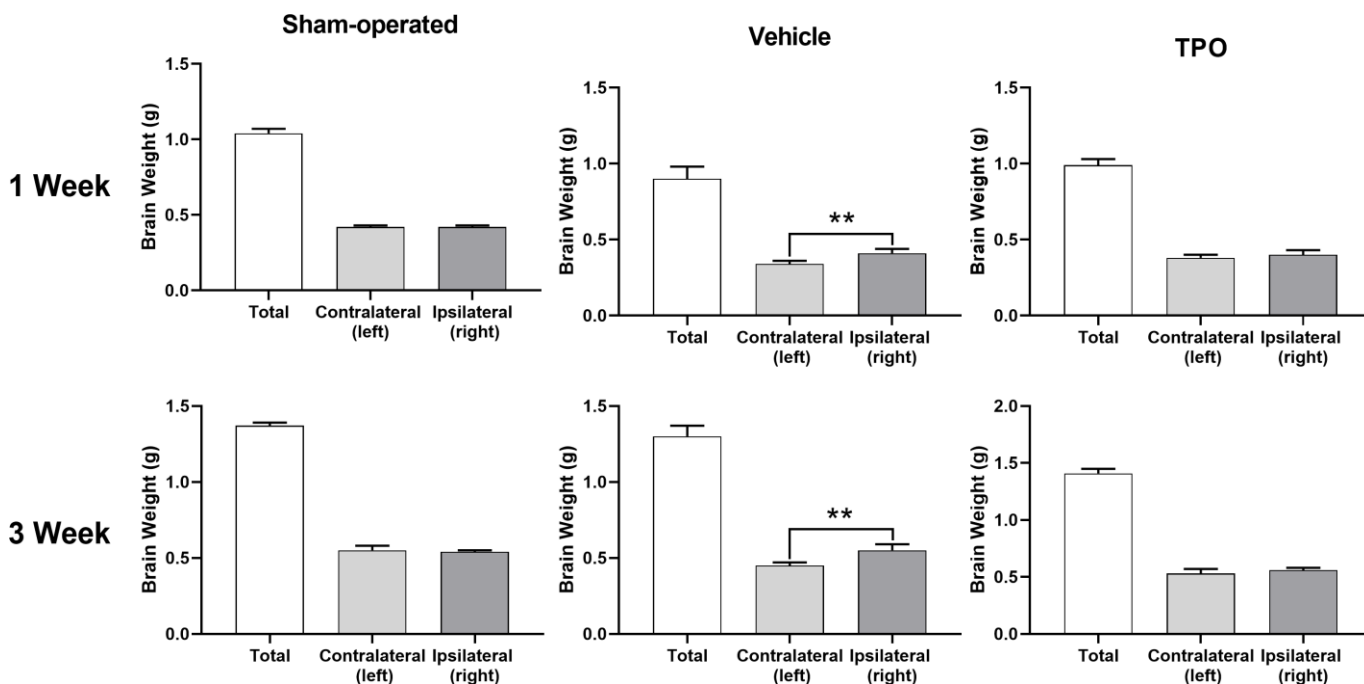 Sham-operated
Vehicle
TPO
1 Week
Brain Weight (g)
1.5
1.0
0.5
0.0
Total
Contralateral
(left)
Ipsilateral
(right)
Brain Weight (g)
1.5
1.0
0.5
0.0
**
Total
Contralateral
(left)
Ipsilateral
(right)
Brain Weight (g)
1.5
1.0
0.5
0.0
Total
Contralateral
(left)
Ipsilateral
(right)
3 Week
Brain Weight (g)
1.5
1.0
0.5
0.0
Total
Contralateral
(left)
Ipsilateral
(right)
Brain Weight (g)
1.5
1.0
0.5
0.0
**
Total
Contralateral
(left)
Ipsilateral
(right)
Brain Weight (g)
2.0
1.5
1.0
0.5
0.0
Total
Contralateral
(left)
Ipsilateral
(right)